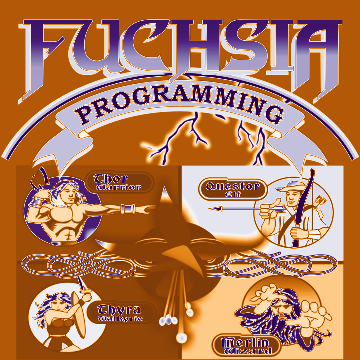 FUCHSIA
PROGRAMMING
Thor
Warrior
Questor
Elf
Thyra
Valkyrie
Merlin
Wizard